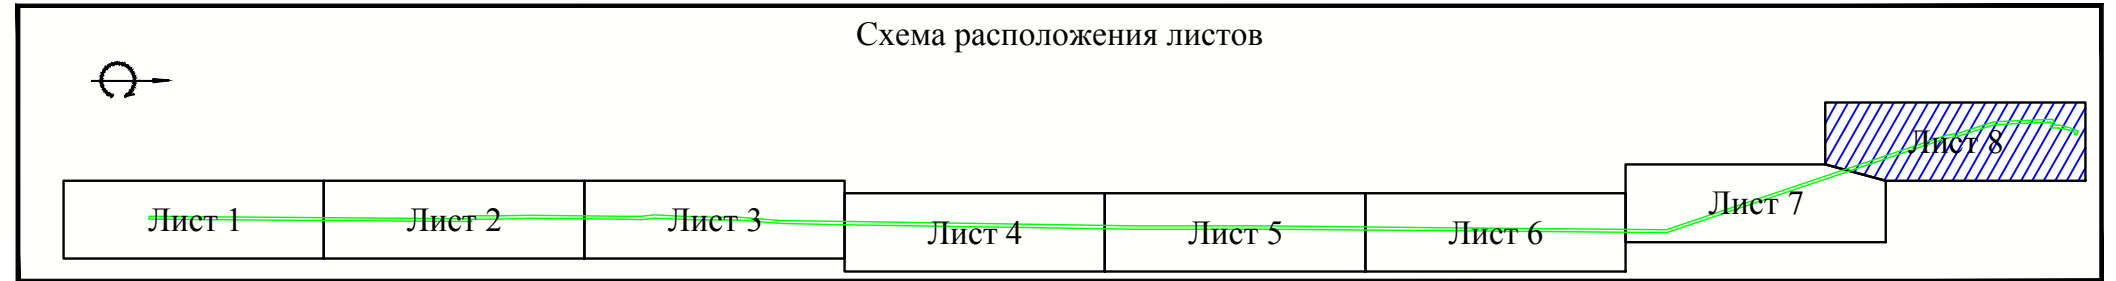 Схема расположения листов
Лист 1
Лист 2
Лист 3
Лист 4
Лист 5
Лист 6
Лист 7
Лист 8